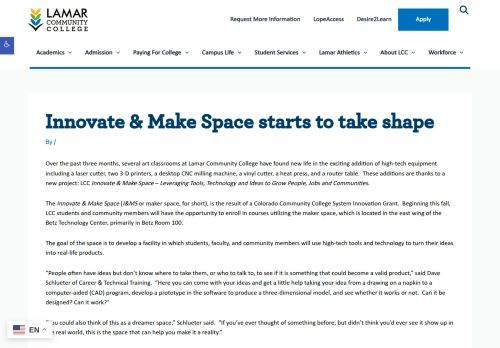 LAMAR
COMMUNITY
COLLEGE
Request More Information LopeAccess Desire2Learn Apply
Academics Admission Paying For College Campus Life Student Services Lamar Athletics About LCC Workforce
Innovate & Make Space starts to take shape
By /
Over the past three months, several art classrooms at Lamar Community College have found new life in the exciting addition of high-tech equipment
including a laser cutter, two 3-D printers, a desktop CNC milling machine, a vinyl cutter, a heat press, and a router table. These additions are thanks to a
new project: LCC Innovate & Make Space – Leveraging Tools, Technology and Ideas to Grow People, Jobs and Communities.
The Innovate & Make Space (I&MS or maker space, for short), is the result of a Colorado Community College System Innovation Grant. Beginning this fall,
LCC students and community members will have the opportunity to enroll in courses utilizing the maker space, which is located in the east wing of the
Betz Technology Center, primarily in Betz Room 100.
The goal of the space is to develop a facility in which students, faculty, and community members will use high-tech tools and technology to turn their ideas
into real-life products.
“People often have ideas but don’t know where to take them, or who to talk to, to see if it is something that could become a valid product,” said Dave
Schlueter of Career & Technical Training. “Here you can come with your ideas and get a little help taking your idea from a drawing on a napkin to a
computer-aided (CAD) program, develop a prototype in the software to produce a three-dimensional model, and see whether it works or not. Can it be
designed? Can it work?”
“You could also think of this as a dreamer space,” Schlueter said. “If you’ve ever thought of something before, but didn’t think you’d ever see it show up in
the real world, this is the space that can help you make it a reality.”
EN